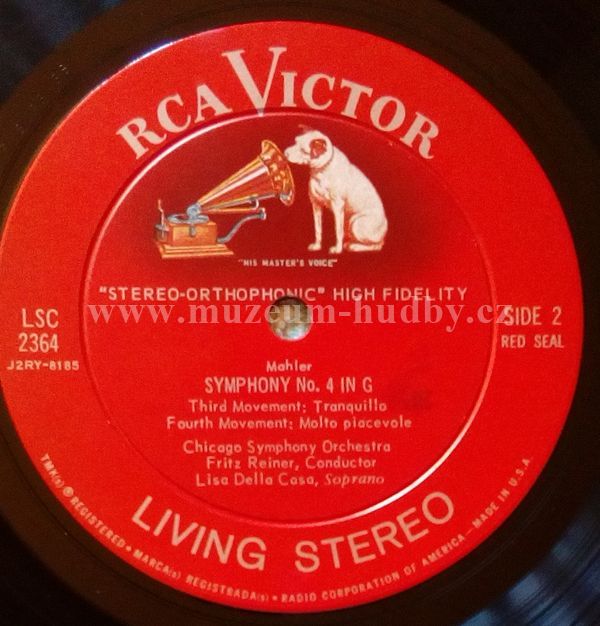 RCA VICTOR
"HIS MASTER'S VOICE"
"STEREO-ORTHOPHONIC" HIGH FIDELITY
www.muzeum-hudby.cz
LSC
2364
J2RY-8185
SIDE 2
RED SEAL
Mahler
SYMPHONY No. 4 IN G
Third Movement: Tranquillo
Fourth Movement: Molto piacevole
Chicago Symphony Orchestra
Fritz Reiner, Conductor
Lisa Della Casa, Soprano
LIVING STEREO
TMK(s) ® REGISTERED • MARCA(s) REGISTRADA(s) • RADIO CORPORATION OF AMERICA — MADE IN U.S.A.